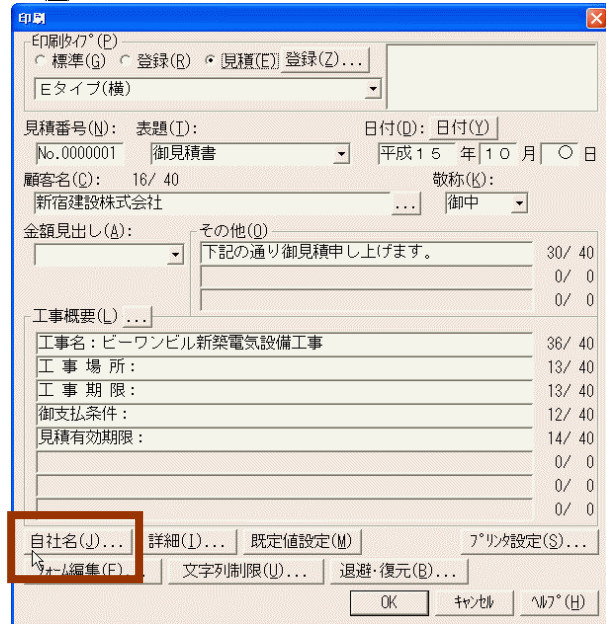 印刷
印刷ﾀｲﾌﾟ(P)
標準(G) 登録(R) 見積(E) 登録(Z)...
Eタイプ(横)
見積番号(N): 表題(T): 日付(D): 日付(Y)
No.0000001 御見積書 平成15 年 10 月 ○ 日
顧客名(C): 16/ 40 敬称(K):
新宿建設株式会社 ... 御中
金額見出し(A): その他(O)
下記の通り御見積申し上げます。 30/ 40
0/ 0
0/ 0
工事概要(L) ...
工事名：ビーワンビル新築電気設備工事 36/ 40
工 事 場 所： 13/ 40
工 事 期 限： 13/ 40
御支払条件： 12/ 40
見積有効期限： 14/ 40
0/ 0
0/ 0
0/ 0
自社名(J)... 詳細(I)... 既定値設定(M) ﾌﾟﾘﾝﾀ設定(S)...
ﾌｫｰﾑ編集(F)... 文字列制限(U)... 退避･復元(B)...
OK ｷｬﾝｾﾙ ﾍﾙﾌﾟ(H)